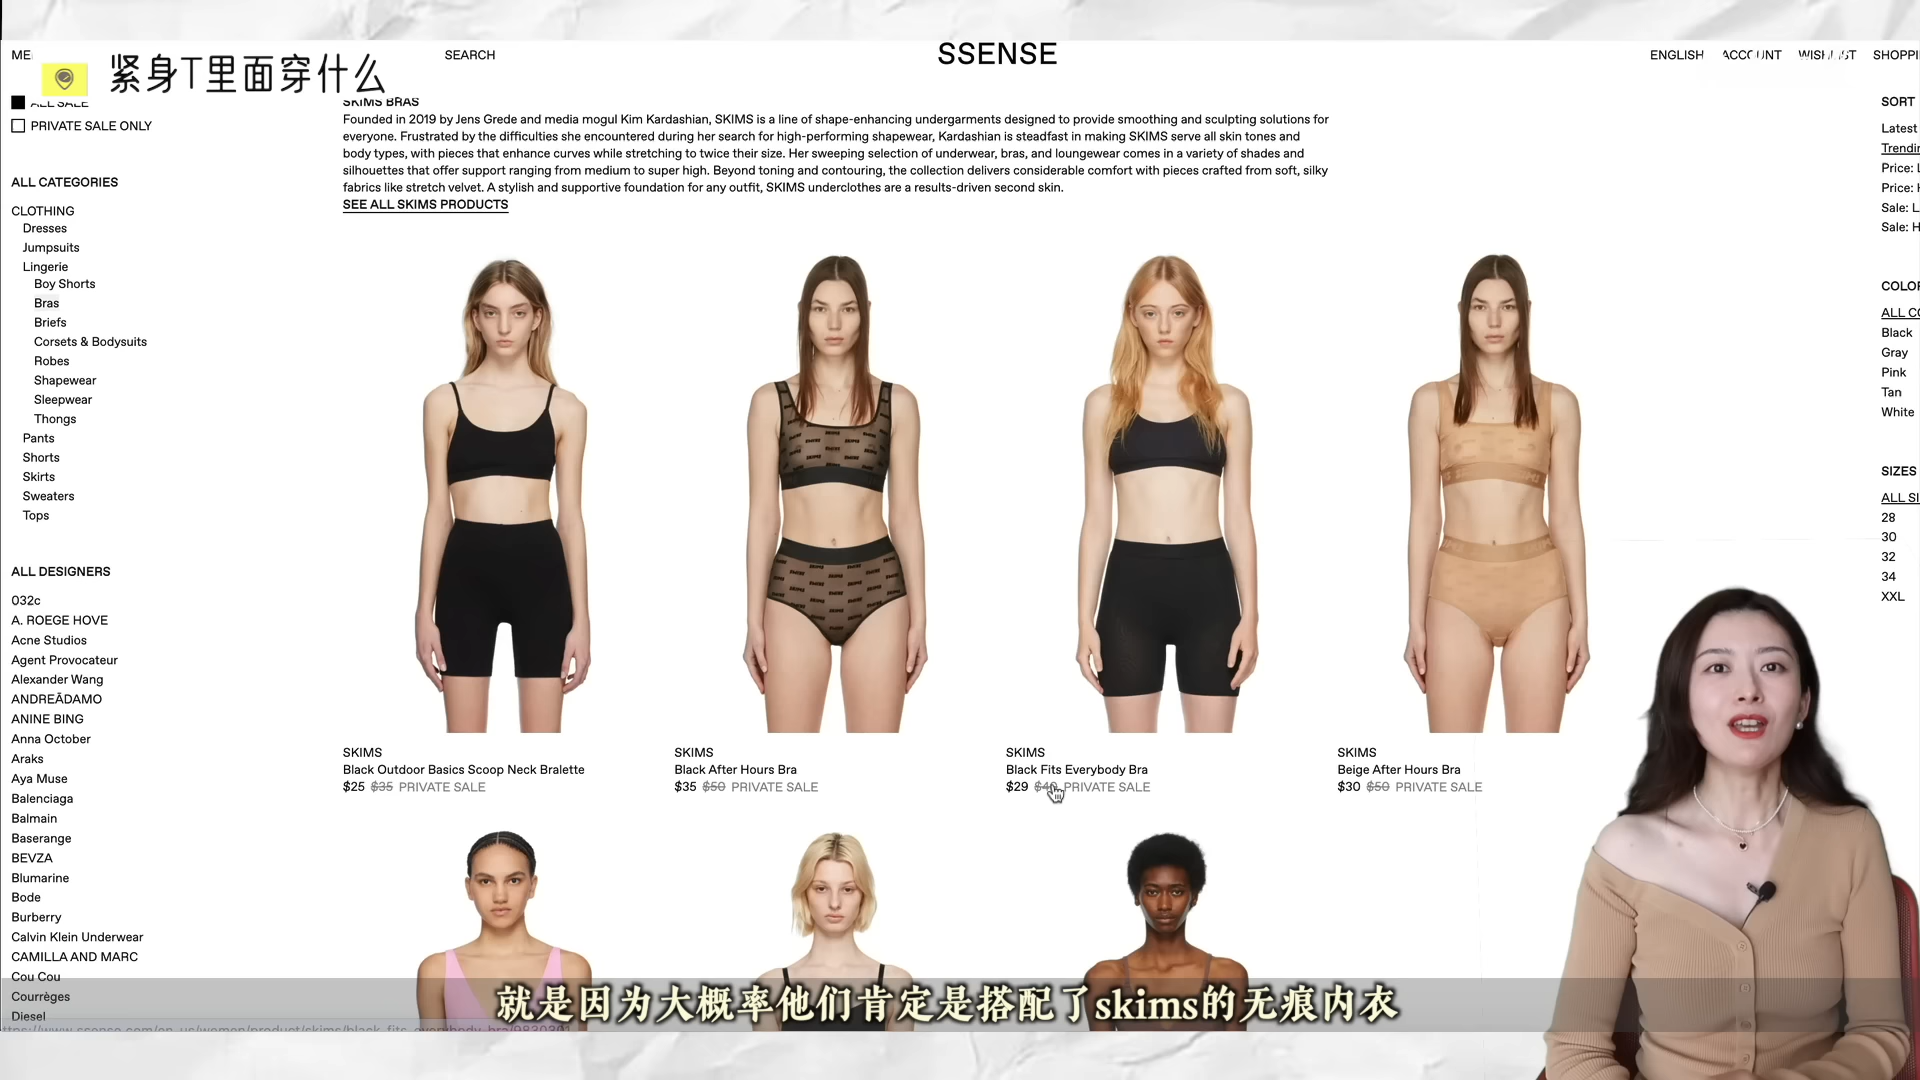 SEARCH
SSENSE
ENGLISH
ACCOUNT
WISHLIST
紧身T里面穿什么
ALL SALE
PRIVATE SALE ONLY
ALL CATEGORIES
CLOTHING
Dresses
Jumpsuits
Lingerie
Boy Shorts
Bras
Briefs
Corsets & Bodysuits
Robes
Shapewear
Sleepwear
Thongs
Pants
Shorts
Skirts
Sweaters
Tops
ALL DESIGNERS
032c
A. ROEGE HOVE
Acne Studios
Agent Provocateur
Alexander Wang
ANDREĀDAMO
ANINE BING
Anna October
Araks
Aya Muse
Balenciaga
Balmain
Baserange
BEVZA
Blumarine
Bode
Burberry
Calvin Klein Underwear
CAMILLA AND MARC
Cou Cou
Courrèges
Diesel
SKIMS BRAS
Founded in 2019 by Jens Grede and media mogul Kim Kardashian, SKIMS is a line of shape-enhancing undergarments designed to provide smoothing and sculpting solutions for
everyone. Frustrated by the difficulties she encountered during her search for high-performing shapewear, Kardashian is steadfast in making SKIMS serve all skin tones and
body types, with pieces that enhance curves while stretching to twice their size. Her sweeping selection of underwear, bras, and loungewear comes in a variety of shades and
silhouettes that offer support ranging from medium to super high. Beyond toning and contouring, the collection delivers considerable comfort with pieces crafted from soft, silky
fabrics like stretch velvet. A stylish and supportive foundation for any outfit, SKIMS underclothes are a results-driven second skin.
SEE ALL SKIMS PRODUCTS
SKIMS
Black Outdoor Basics Scoop Neck Bralette
$25 $35 PRIVATE SALE
SKIMS
Black After Hours Bra
$35 $50 PRIVATE SALE
SKIMS
Black Fits Everybody Bra
$29 PRIVATE SALE
SKIMS
Beige After Hours Bra
$30 $50 PRIVATE SALE
SORT
Latest
Price:
Price:
Sale:
Sale:
Black
Gray
Pink
Tan
White
SIZES
28
30
32
34
XXL
就是因为大概率他们肯定是搭配了skims的无痕内衣